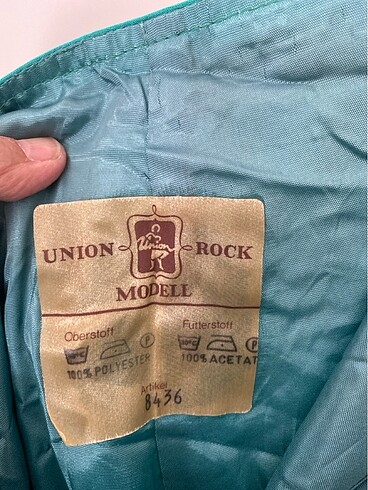 UNION Union ROCK
MODELL
Oberstoff Futterstoff
P P
100% POLYESTER 100% ACETAT
Artikel
8436